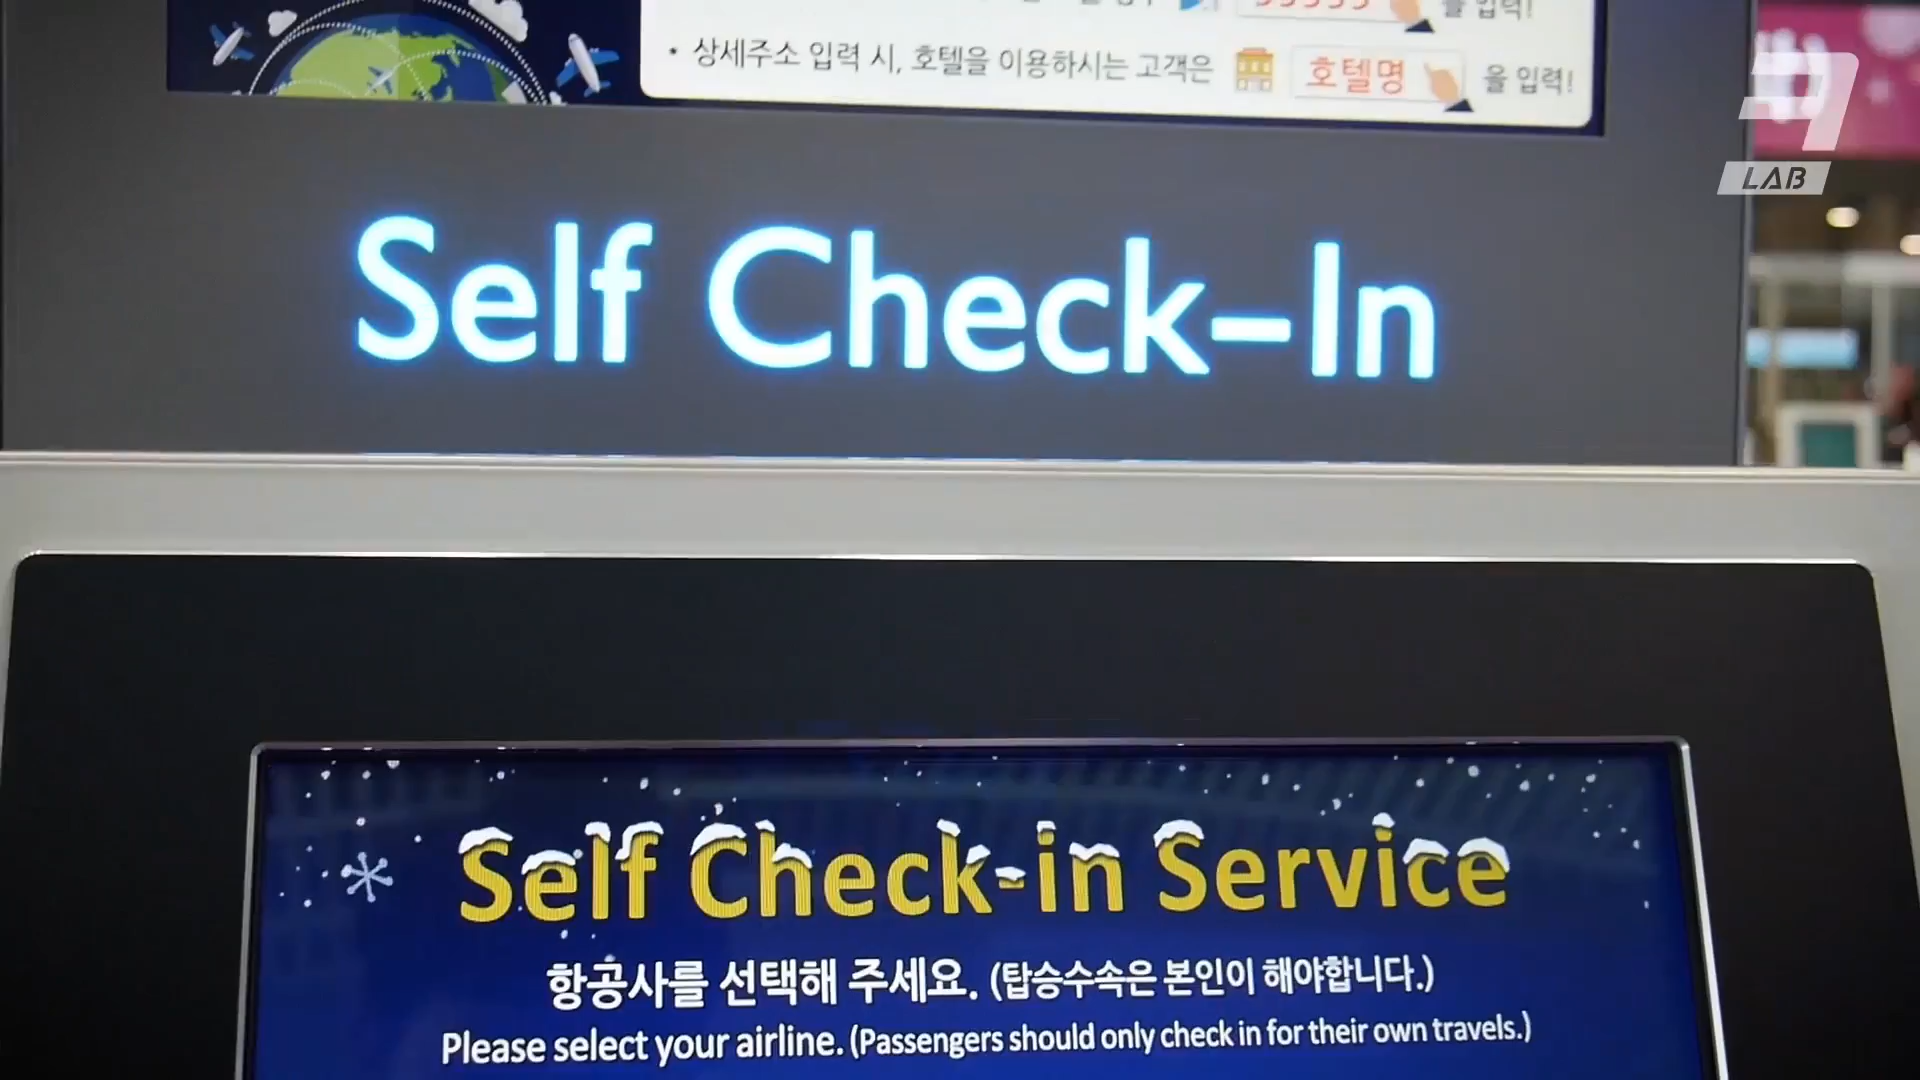 을 입력!
• 상세주소 입력 시, 호텔을 이용하시는 고객은 호텔명 을 입력!
LAB
Self Check-In
Self Check-in Service
항공사를 선택해 주세요. (탑승수속은 본인이 해야합니다.)
Please select your airline. (Passengers should only check in for their own travels.)